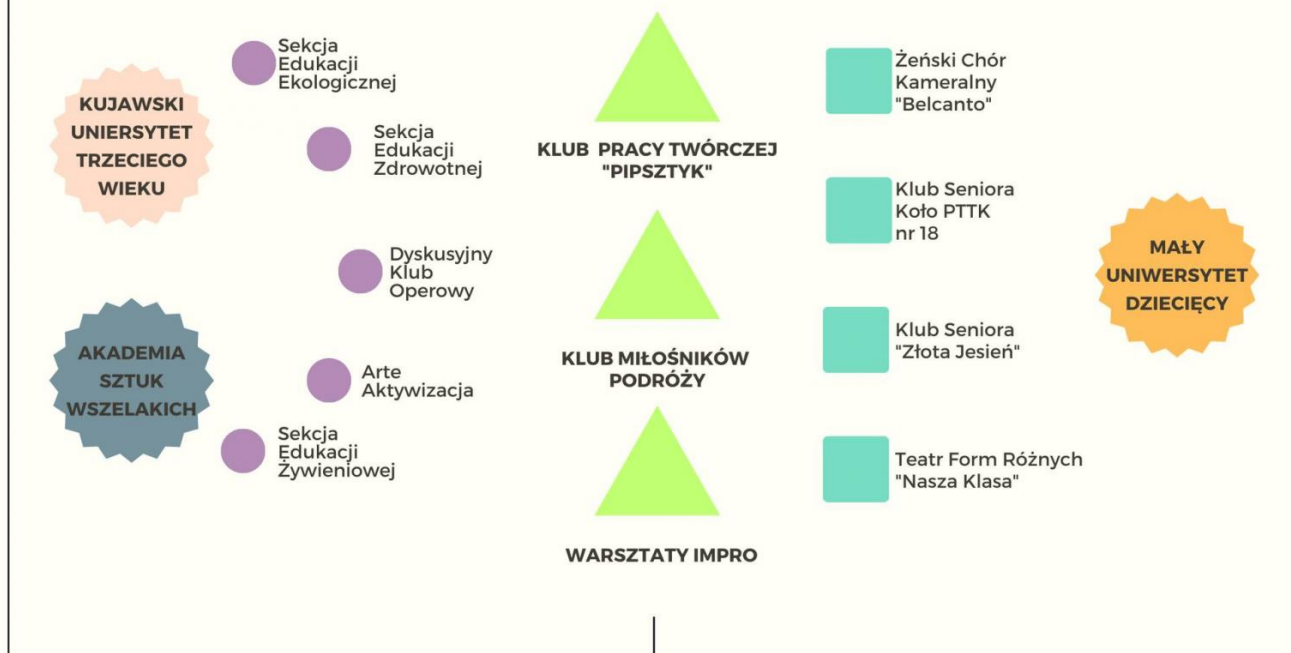 KUJAWSKI
UNIERSYTET
TRZECIEGO
WIEKU
AKADEMIA
SZTUK
WSZELAKICH
Sekcja
Edukacji
Ekologicznej
Sekcja
Edukacji
Zdrowotnej
Dyskusyjny
Klub
Operowy
Arte
Aktywizacja
Sekcja
Edukacji
Żywieniowej
KLUB PRACY TWÓRCZEJ
"PIPSZTYK"
KLUB MIŁOŚNIKÓW
PODRÓŻY
WARSZTATY IMPRO
Żeński Chór
Kameralny
"Belcanto"
Klub Seniora
Koło PTTK
nr 18
Klub Seniora
"Złota Jesień"
Teatr Form Różnych
"Nasza Klasa"
MAŁY
UNIWERSYTET
DZIECIĘCY